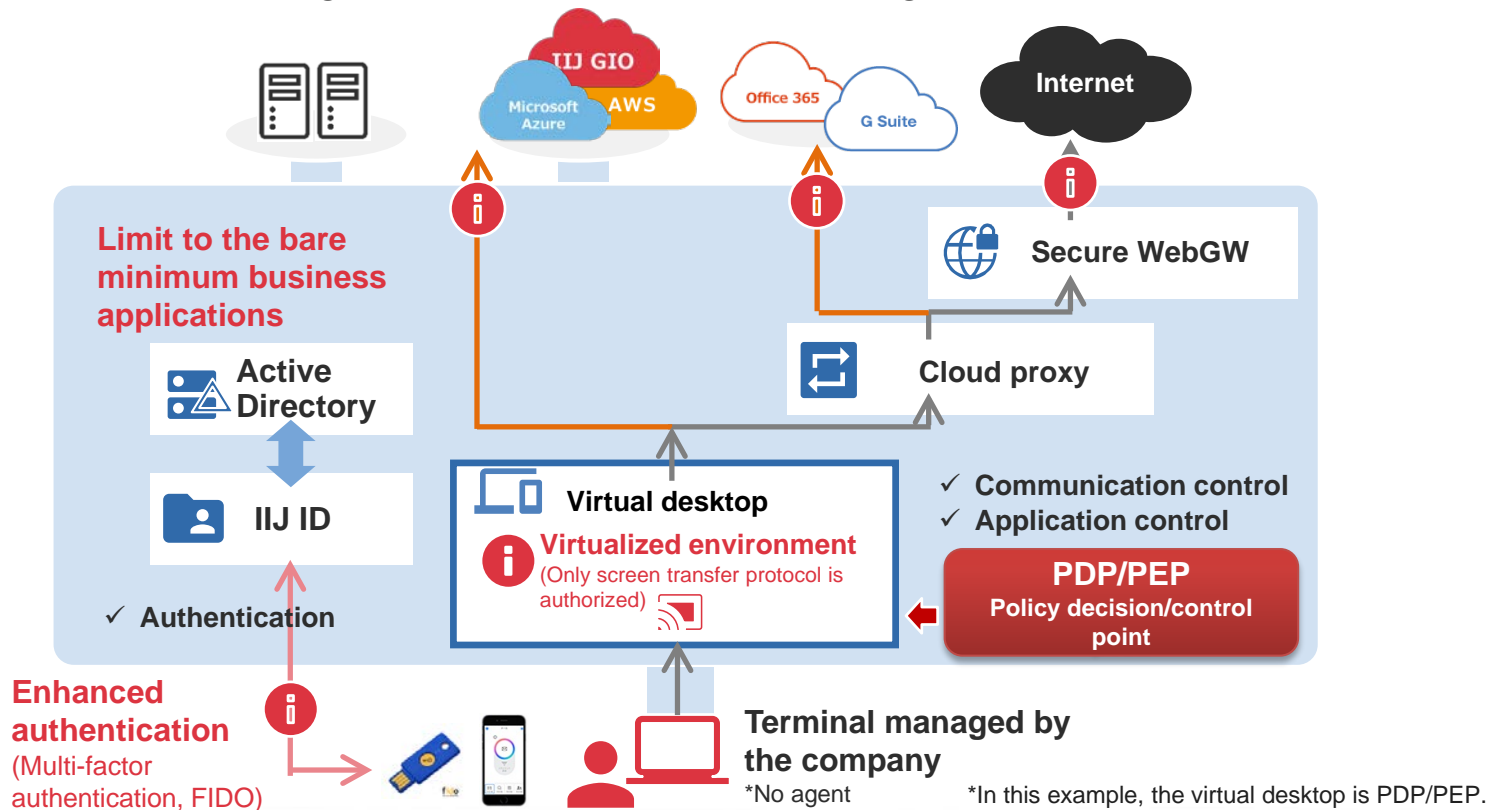 IIJ GIO
Microsoft
Azure
AWS
Office 365
G Suite
Internet
Limit to the bare
minimum business
applications
Secure WebGW
Active
Directory
Cloud proxy
IIJ ID
Virtual desktop
Virtualized environment
(Only screen transfer protocol is
authorized)
✓ Communication control
✓ Application control
PDP/PEP
Policy decision/control
point
✓ Authentication
Enhanced
authentication
(Multi-factor
authentication, FIDO)
Terminal managed by
the company
*No agent
*In this example, the virtual desktop is PDP/PEP.